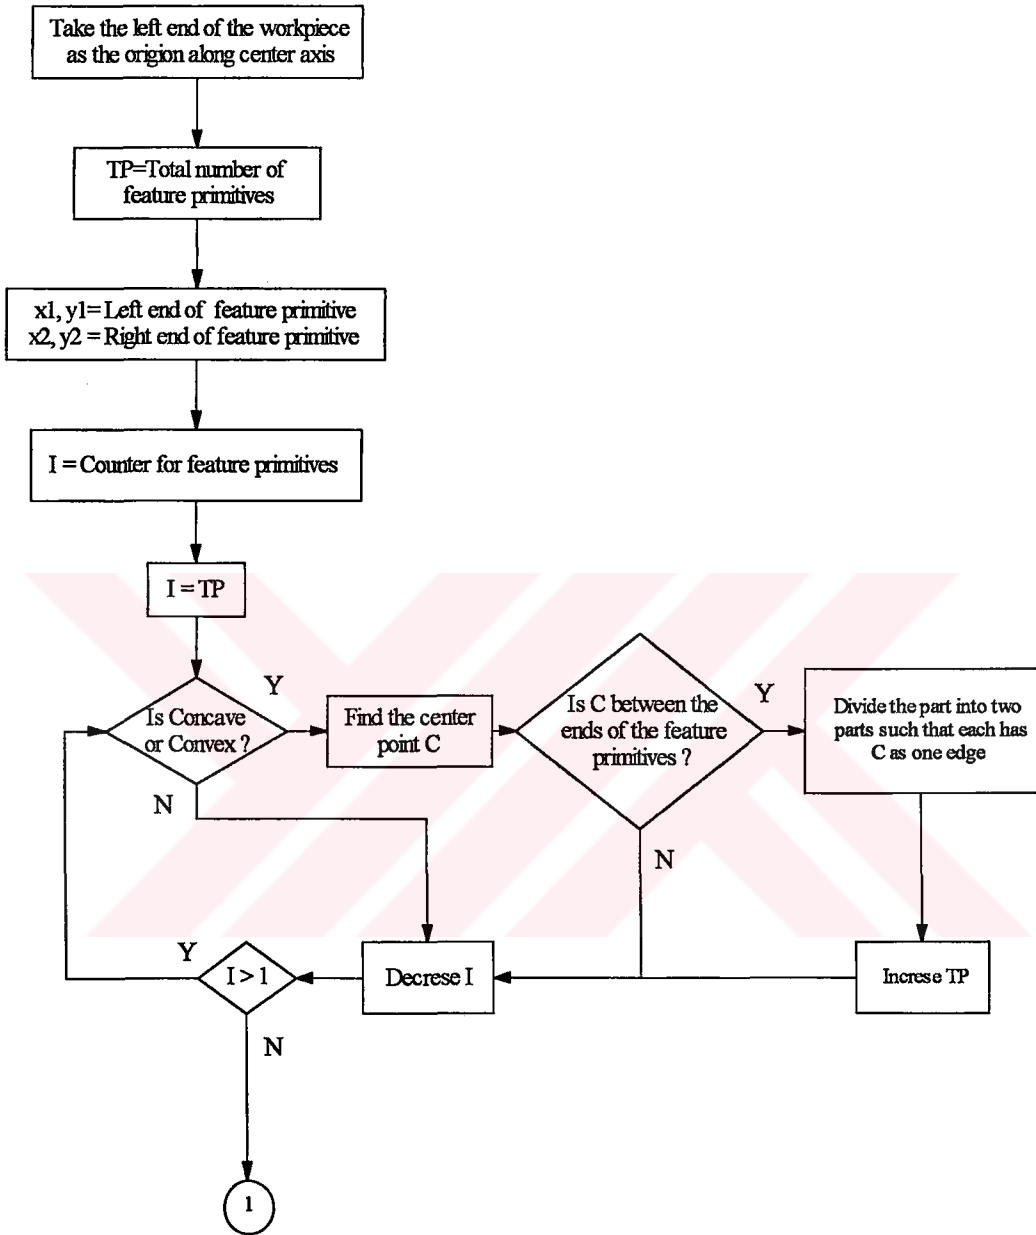 Take the left end of the workpiece
as the origion along center axis
TP=Total number of
feature primitives
x1, y1= Left end of feature primitive
x2, y2 = Right end of feature primitive
I = Counter for feature primitives
I = TP
Is Concave
or Convex ?
Y
Find the center
point C
Is C between the
ends of the feature
primitives ?
Y
Divide the part into two
parts such that each has
C as one edge
N
N
Y
I > 1
Decrese I
Increse TP
N
1